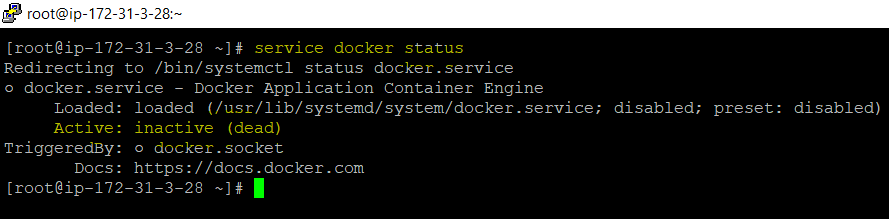 root@ip-172-31-3-28:~
[root@ip-172-31-3-28 ~]# service docker status
Redirecting to /bin/systemctl status docker.service
○ docker.service - Docker Application Container Engine
     Loaded: loaded (/usr/lib/systemd/system/docker.service; disabled; preset: disabled)
     Active: inactive (dead)
TriggeredBy: ○ docker.socket
       Docs: https://docs.docker.com
[root@ip-172-31-3-28 ~]#